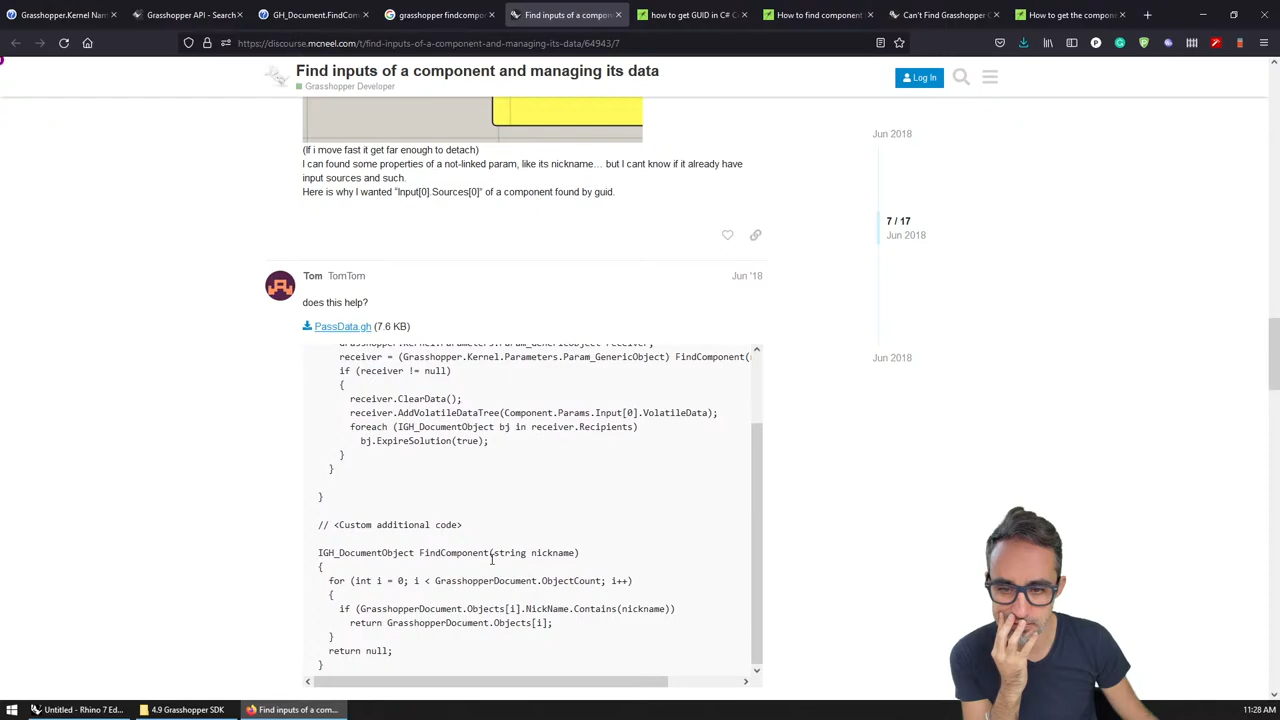 GH_Documen
Grasshopper API - Search
GH_Document.F
grasshopper comp
Find inputs of a compon
how to get GUID in C# (
How to find component
Can't Find Grasshopper
How to get the compone
https://discourse.mcneel.com/t/find-inputs-of-a-component-and-managing-its-data/64943/7
Find inputs of a component and managing its data
Grasshopper Developer
Log In
(If i move fast it get far enough to detach)
I can found some properties of a not-linked param, like its nickname… but I cant know if it already have
input sources and such.
Here is why I wanted “Input[0].Sources[0]” of a component found by guid.
Jun 2018
7 / 17
Jun 2018
Jun 2018
Tom TomTom
Jun '18
does this help?
PassData.gh (7.6 KB)
Grasshopper.Kernel.Parameters.Param_GenericObject receiver;
receiver = (Grasshopper.Kernel.Parameters.Param_GenericObject) FindComponent(
if (receiver != null)
{
receiver.ClearData();
receiver.AddVolatileDataTree(Component.Params.Input[0].VolatileData);
foreach (IGH_DocumentObject bj in receiver.Recipients)
bj.ExpireSolution(true);
}
}
}
// <Custom additional code>
IGH_DocumentObject FindComponent(string nickname)
{
for (int i = 0; i < GrasshopperDocument.ObjectCount; i++)
{
if (GrasshopperDocument.Objects[i].NickName.Contains(nickname))
return GrasshopperDocument.Objects[i];
}
return null;
}
Untitled - Rhino 7 Ed...
4.9 Grasshopper SDK
Find inputs of a com...
11:28 AM